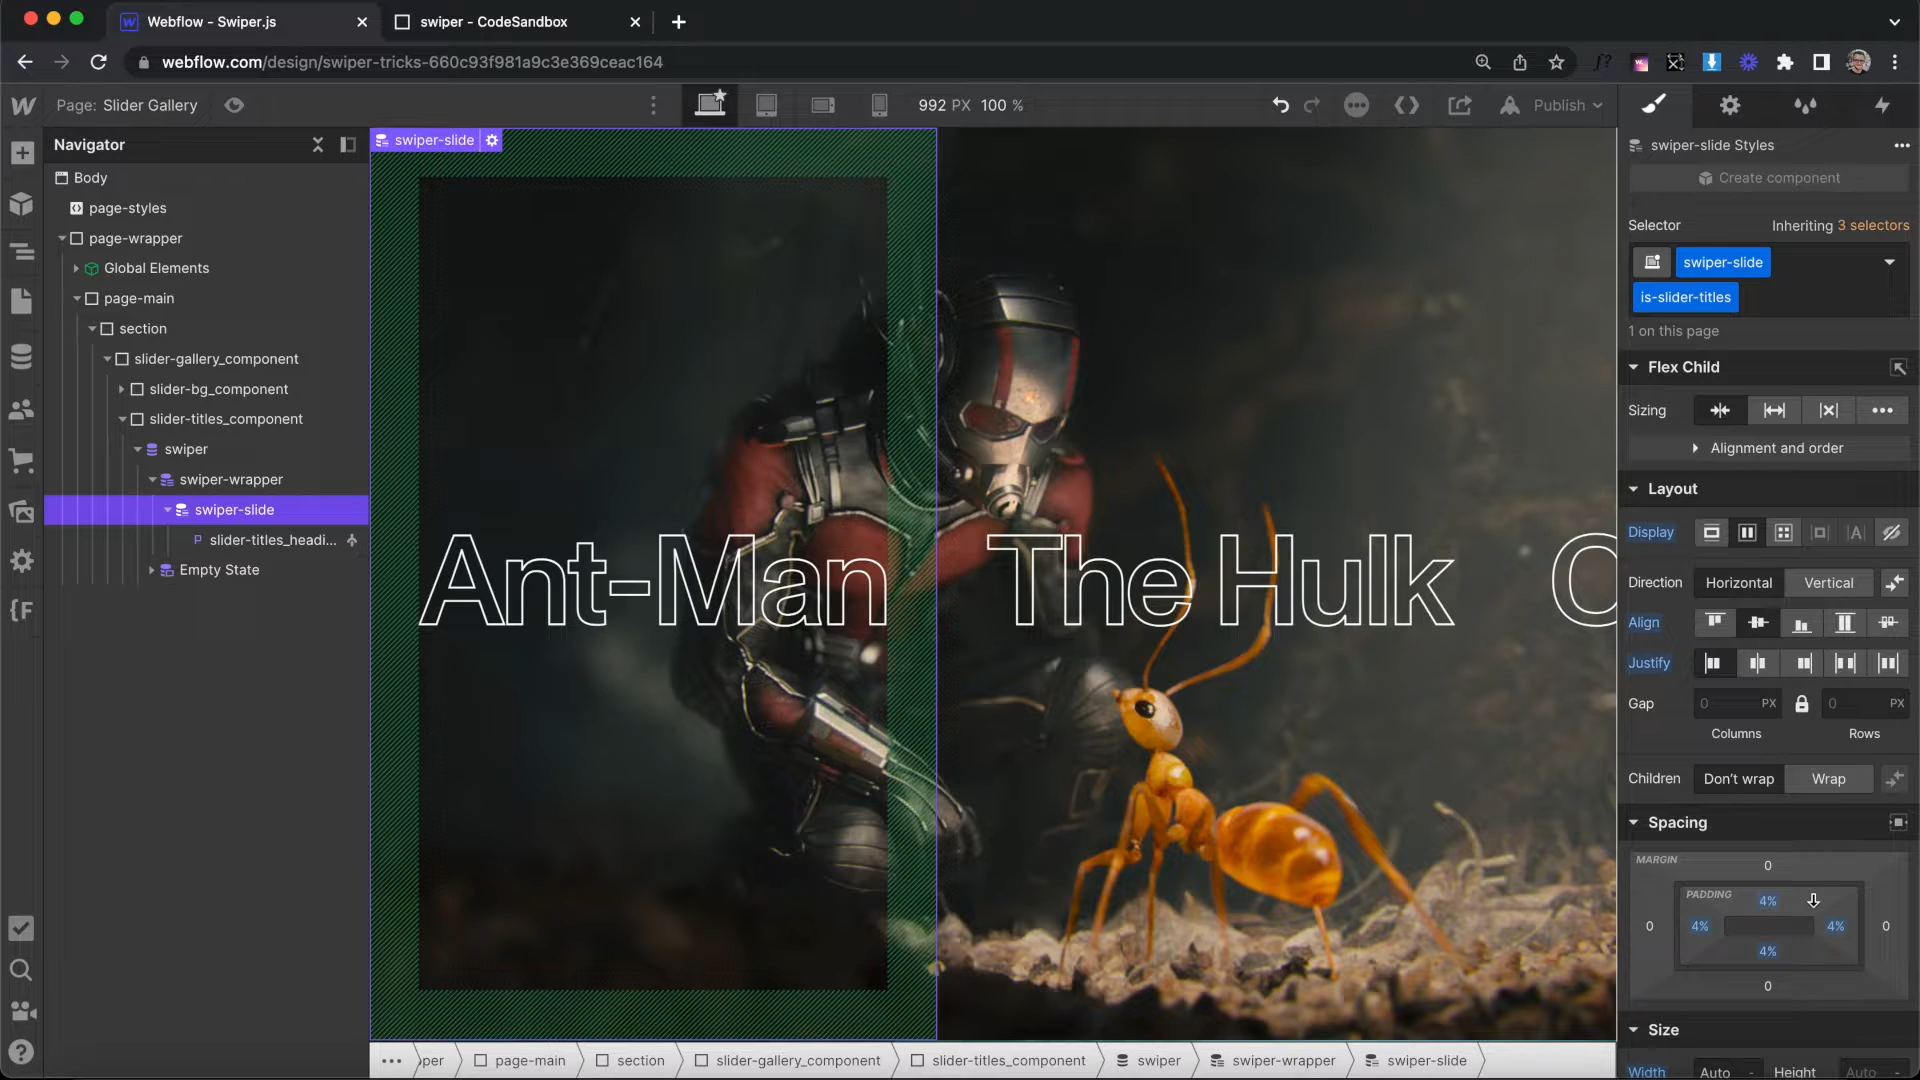 Webflow - Swiper.js
swiper - CodeSandbox
webflow.com/design/swiper-tricks-660c93f981a9c3e369ceac164
Page: Slider Gallery
992 PX 100 %
Publish
Navigator
Body
page-styles
page-wrapper
Global Elements
page-main
section
slider-gallery_component
slider-bg_component
slider-titles_component
swiper
swiper-wrapper
swiper-slide
slider-titles_headi...
Empty State
swiper-slide
Ant-Man
The Hulk
swiper-slide Styles
Create component
Selector
Inheriting 3 selectors
swiper-slide
is-slider-titles
1 on this page
Flex Child
Sizing
Alignment and order
Layout
Display
Direction
Horizontal
Vertical
Align
Justify
Gap
0 PX
0 PX
Columns
Rows
Children
Don't wrap
Wrap
Spacing
MARGIN
0
PADDING
4%
0
4%
4%
0
4%
0
Size
Width
Auto
-
Height
Auto
-
per
page-main
section
slider-gallery_component
slider-titles_component
swiper
swiper-wrapper
swiper-slide